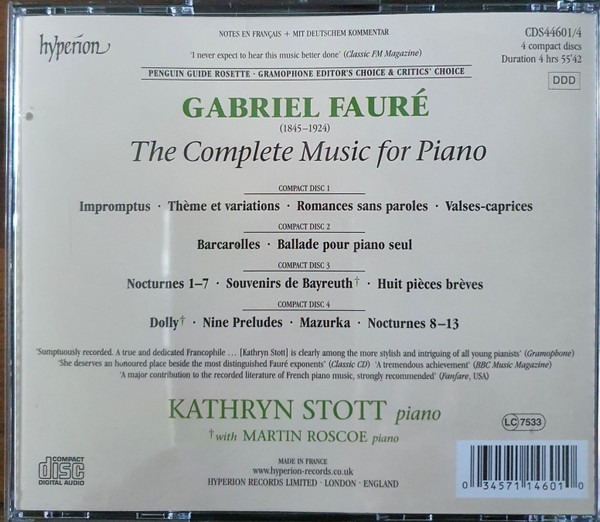 hyperion
NOTES EN FRANÇAIS + MIT DEUTSCHEM KOMMENTAR
CDS44601/4
4 compact discs
Duration 4 hrs 55'42
DDD
'I never expect to hear this music better done' (Classic FM Magazine)
PENGUIN GUIDE ROSETTE · GRAMOPHONE EDITOR'S CHOICE & CRITICS' CHOICE
GABRIEL FAURÉ
(1845–1924)
The Complete Music for Piano
COMPACT DISC 1
Impromptus · Thème et variations · Romances sans paroles · Valses-caprices
COMPACT DISC 2
Barcarolles · Ballade pour piano seul
COMPACT DISC 3
Nocturnes 1–7 · Souvenirs de Bayreuth† · Huit pièces brèves
COMPACT DISC 4
Dolly† · Nine Preludes · Mazurka · Nocturnes 8–13
'Sumptuously recorded. A true and dedicated Francophile … [Kathryn Stott] is clearly among the more stylish and intriguing of all young pianists' (Gramophone)
'She deserves an honoured place beside the most distinguished Fauré exponents' (Classic CD) 'A tremendous achievement' (BBC Music Magazine)
'A major contribution to the recorded literature of French piano music, strongly recommended' (Fanfare, USA)
KATHRYN STOTT piano
† with MARTIN ROSCOE piano
LC 7533
COMPACT
disc
DIGITAL AUDIO
MADE IN FRANCE
www.hyperion-records.co.uk
HYPERION RECORDS LIMITED · LONDON · ENGLAND
0 34571 14601 0